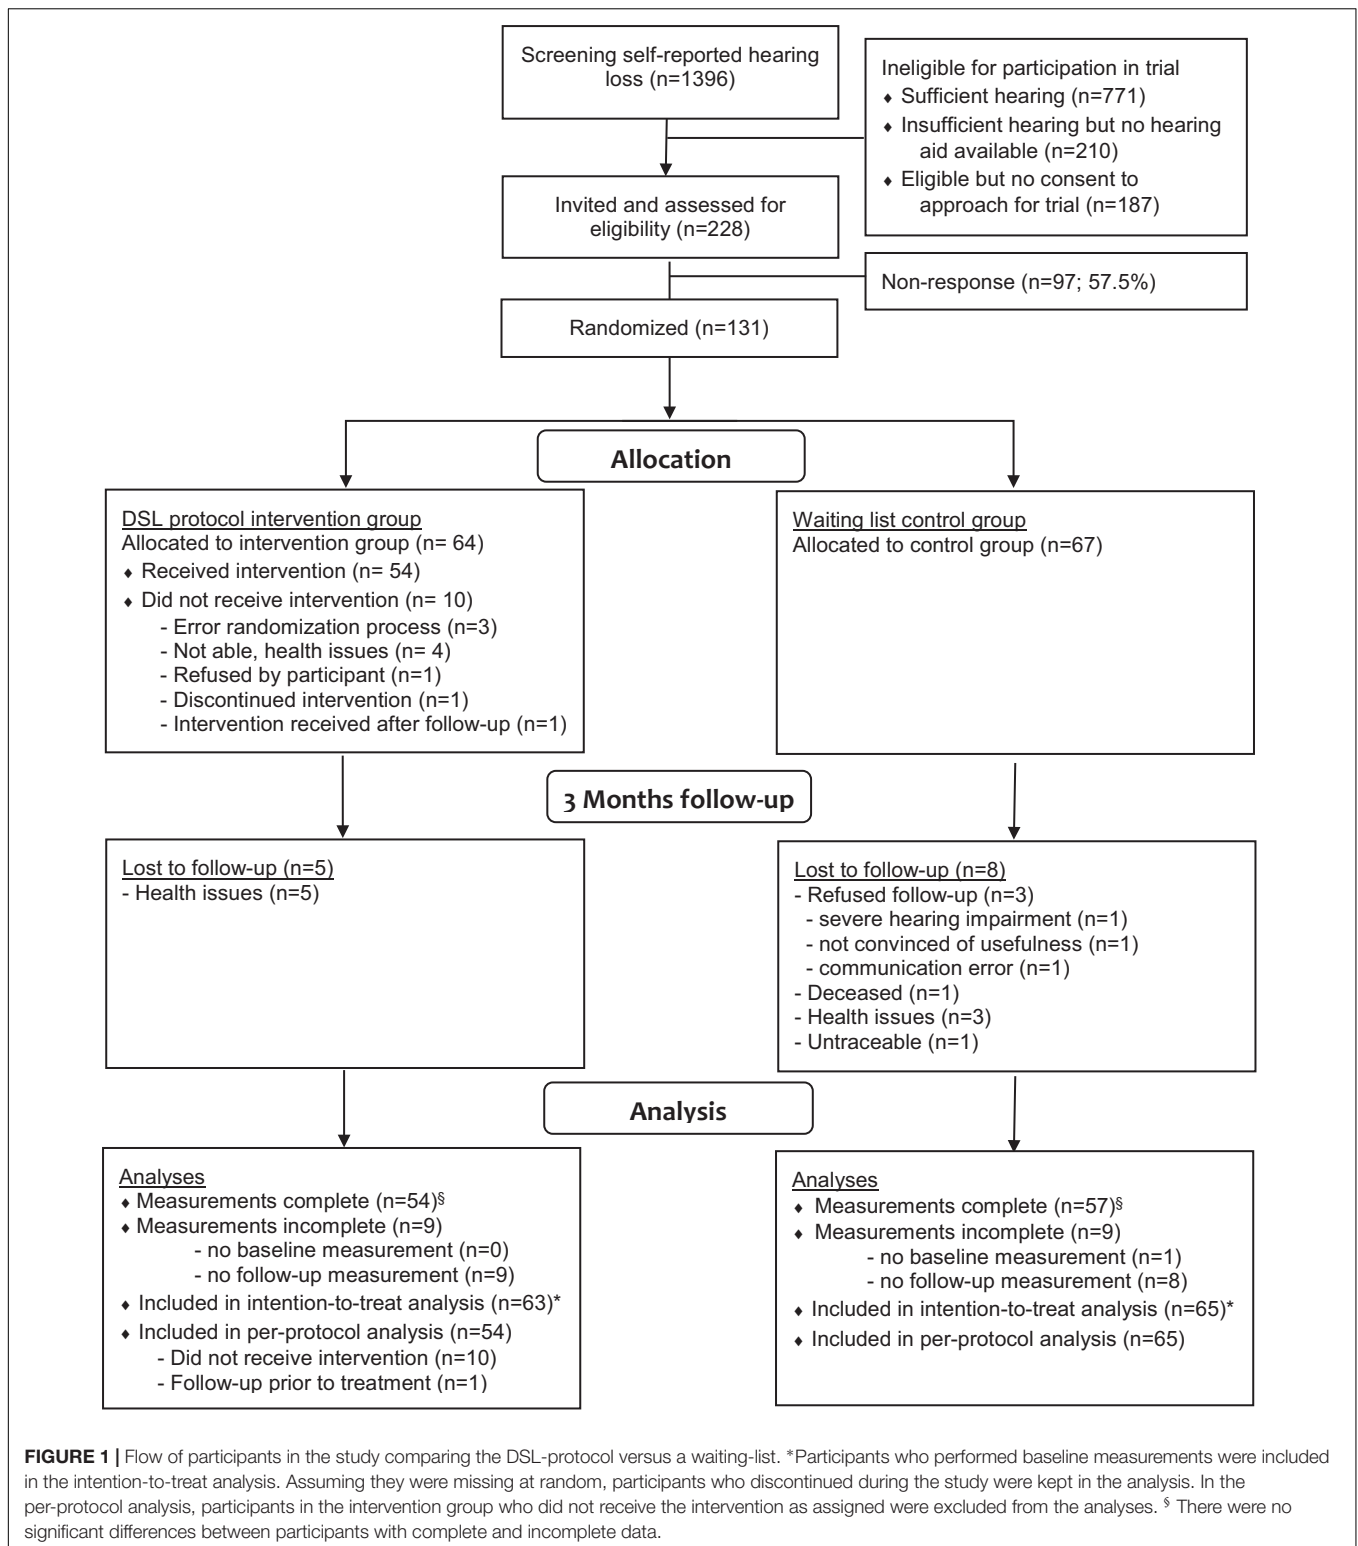 Screening self-reported hearing
loss (n=1396)
Ineligible for participation in trial
♦ Sufficient hearing (n=771)
♦ Insufficient hearing but no hearing
aid available (n=210)
♦ Eligible but no consent to
approach for trial (n=187)
Invited and assessed for
eligibility (n=228)
Non-response (n=97; 57.5%)
Randomized (n=131)
Allocation
DSL protocol intervention group
Allocated to intervention group (n= 64)
♦ Received intervention (n= 54)
♦ Did not receive intervention (n= 10)
- Error randomization process (n=3)
- Not able, health issues (n= 4)
- Refused by participant (n=1)
- Discontinued intervention (n=1)
- Intervention received after follow-up (n=1)
Waiting list control group
Allocated to control group (n=67)
3 Months follow-up
Lost to follow-up (n=5)
- Health issues (n=5)
Lost to follow-up (n=8)
- Refused follow-up (n=3)
- severe hearing impairment (n=1)
- not convinced of usefulness (n=1)
- communication error (n=1)
- Deceased (n=1)
- Health issues (n=3)
- Untraceable (n=1)
Analysis
Analyses
♦ Measurements complete (n=54)§
♦ Measurements incomplete (n=9)
- no baseline measurement (n=0)
- no follow-up measurement (n=9)
♦ Included in intention-to-treat analysis (n=63)*
♦ Included in per-protocol analysis (n=54)
- Did not receive intervention (n=10)
- Follow-up prior to treatment (n=1)
Analyses
♦ Measurements complete (n=57)§
♦ Measurements incomplete (n=9)
- no baseline measurement (n=1)
- no follow-up measurement (n=8)
♦ Included in intention-to-treat analysis (n=65)*
♦ Included in per-protocol analysis (n=65)
FIGURE 1 | Flow of participants in the study comparing the DSL-protocol versus a waiting-list. *Participants who performed baseline measurements were included
in the intention-to-treat analysis. Assuming they were missing at random, participants who discontinued during the study were kept in the analysis. In the
per-protocol analysis, participants in the intervention group who did not receive the intervention as assigned were excluded from the analyses. § There were no
significant differences between participants with complete and incomplete data.